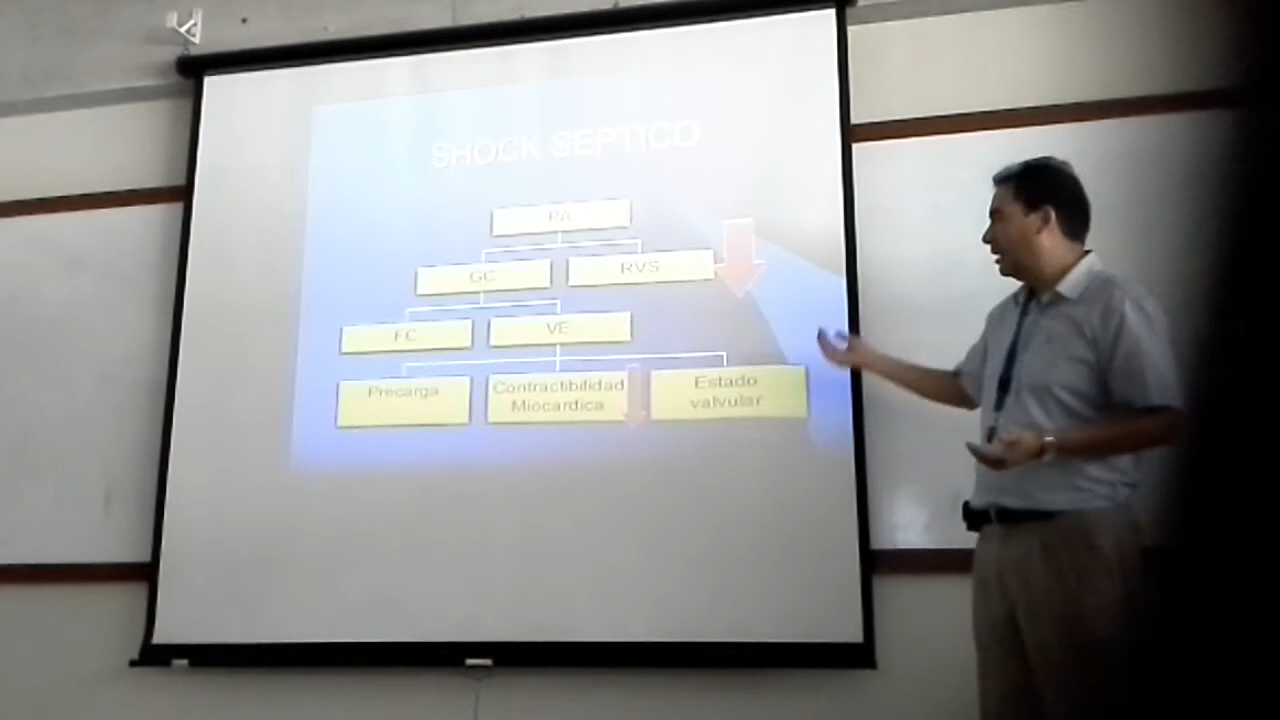 SHOCK SEPTICO
PA
GC
RVS
FC
VE
Precarga
Contractibilidad
Miocardica
Estado
valvular